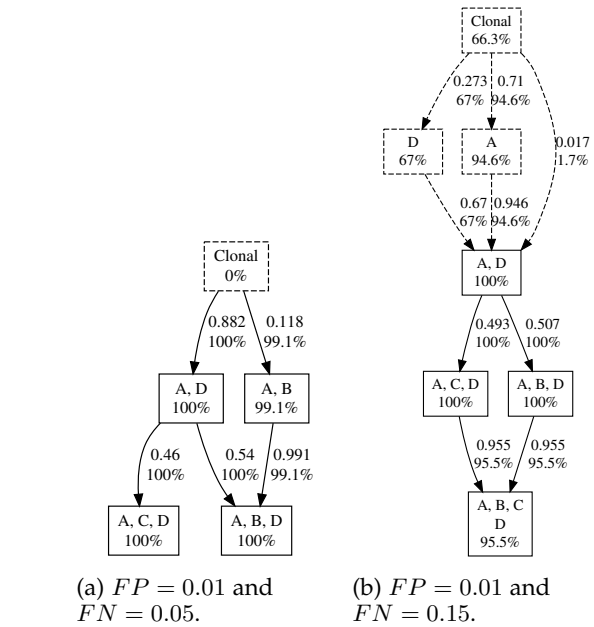 Clonal
66.3%
0.273 0.71
67% 94.6%
0.017
1.7%
D
67%
A
94.6%
0.67 0.946
67% 94.6%
A, D
100%
0.493 0.507
100% 100%
A, C, D
100%
A, B, D
100%
0.955 0.955
95.5% 95.5%
A, B, C
D
95.5%
Clonal
0%
0.882 0.118
100% 99.1%
A, D
100%
A, B
99.1%
0.46 0.54 0.991
100% 100% 99.1%
A, C, D
100%
A, B, D
100%
(a) FP = 0.01 and
FN = 0.05.
(b) FP = 0.01 and
FN = 0.15.